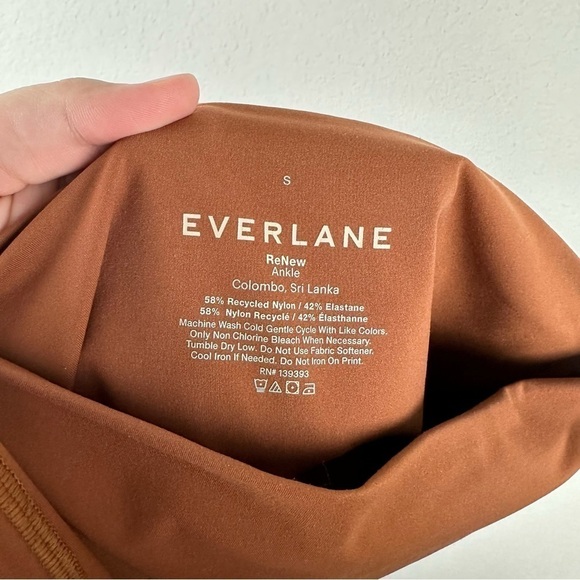 S
EVERLANE
ReNew
Ankle
Colombo, Sri Lanka
58% Recycled Nylon / 42% Elastane
58% Nylon Recyclé / 42% Élasthanne
Machine Wash Cold Gentle Cycle With Like Colors.
Only Non Chlorine Bleach When Necessary.
Tumble Dry Low. Do Not Use Fabric Softener.
Cool Iron If Needed. Do Not Iron On Print.
RN# 139393